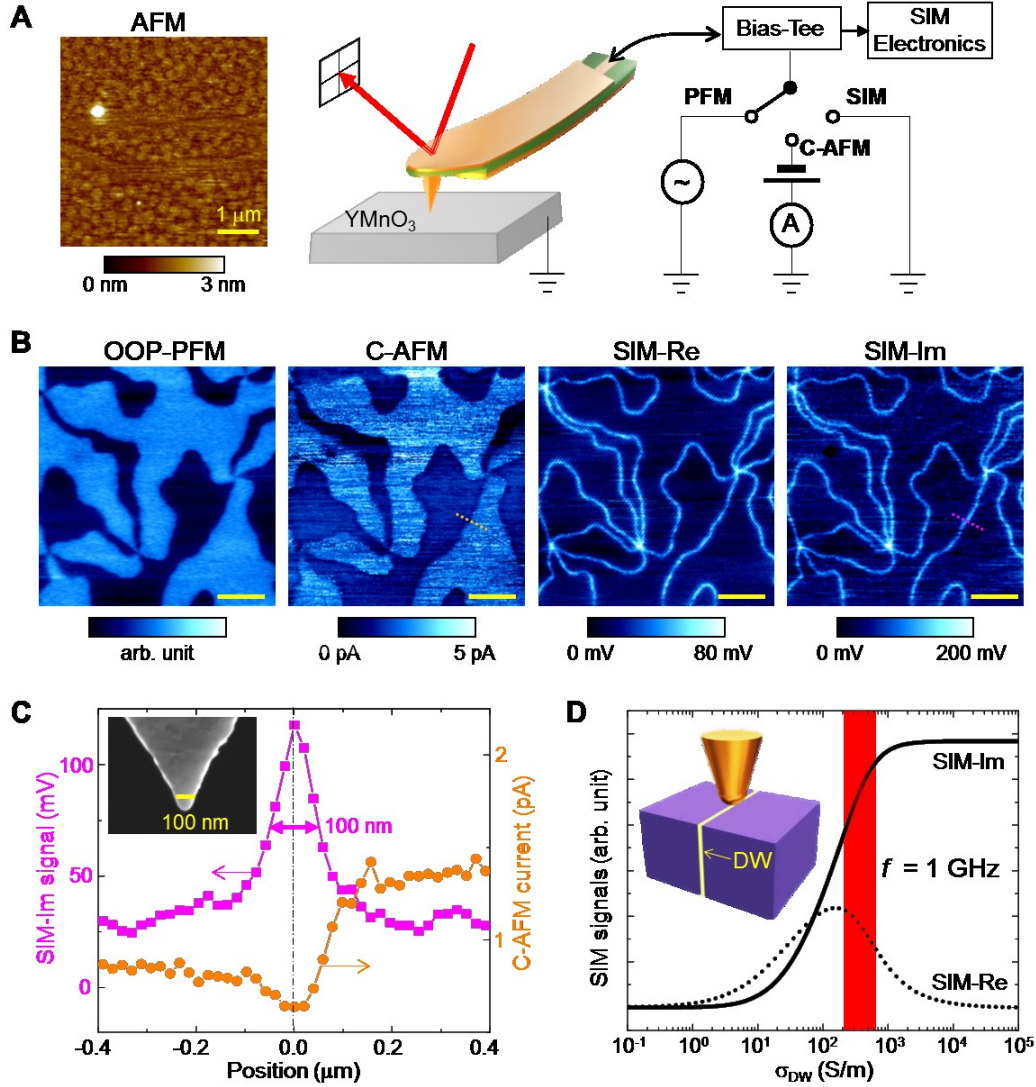 A
AFM
1 μm
0 nm 3 nm
YMnO₃
Bias-Tee
SIM
Electronics
PFM
SIM
C-AFM
~
A
B
OOP-PFM
C-AFM
SIM-Re
SIM-Im
arb. unit
0 pA 5 pA
0 mV 80 mV
0 mV 200 mV
C
SIM-Im signal (mV)
100
50
0
100 nm
100 nm
2
1
C-AFM current (pA)
-0.4 -0.2 0.0 0.2 0.4
Position (μm)
D
SIM signals (arb. unit)
DW
SIM-Im
f = 1 GHz
SIM-Re
10⁻¹ 10⁰ 10¹ 10² 10³ 10⁴ 10⁵
σDW (S/m)